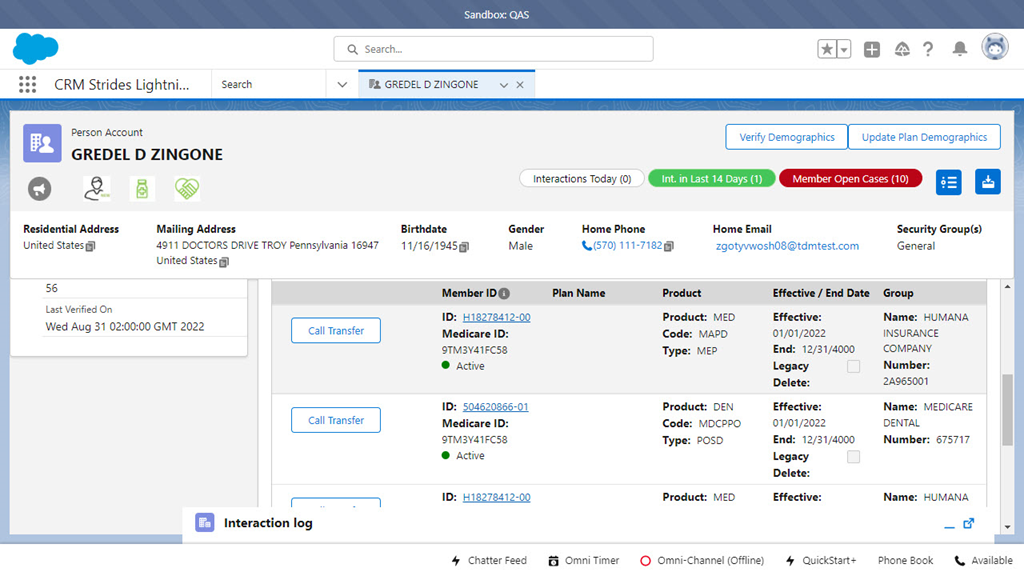 Sandbox: QAS
Search...
CRM Strides Lightni...
Search
GREDEL D ZINGONE
Person Account
GREDEL D ZINGONE
Verify Demographics
Update Plan Demographics
Interactions Today (0)
Int. in Last 14 Days (1)
Member Open Cases (10)
Residential Address
United States
Mailing Address
4911 DOCTORS DRIVE TROY Pennsylvania 16947
United States
Birthdate
11/16/1945
Gender
Male
Home Phone
(570) 111-7182
Home Email
zgotyvwosh08@tdmtest.com
Security Group(s)
General
56
Last Verified On
Wed Aug 31 02:00:00 GMT 2022
Member ID Plan Name Product Effective / End Date Group
Call Transfer
ID: H18278412-00
Medicare ID:
9TM3Y41FC58
Active
Product: MED
Code: MAPD
Type: MEP
Effective:
01/01/2022
End: 12/31/4000
Legacy
Delete:
Name: HUMANA
INSURANCE
COMPANY
Number:
2A965001
Call Transfer
ID: 504620866-01
Medicare ID:
9TM3Y41FC58
Active
Product: DEN
Code: MDCPPO
Type: POSD
Effective:
01/01/2022
End: 12/31/4000
Legacy
Delete:
Name: MEDICARE
DENTAL
Number: 675717
ID: H18278412-00
Product: MED
Effective:
Name: HUMANA
Interaction log
Chatter Feed
Omni Timer
Omni-Channel (Offline)
QuickStart+
Phone Book
Available